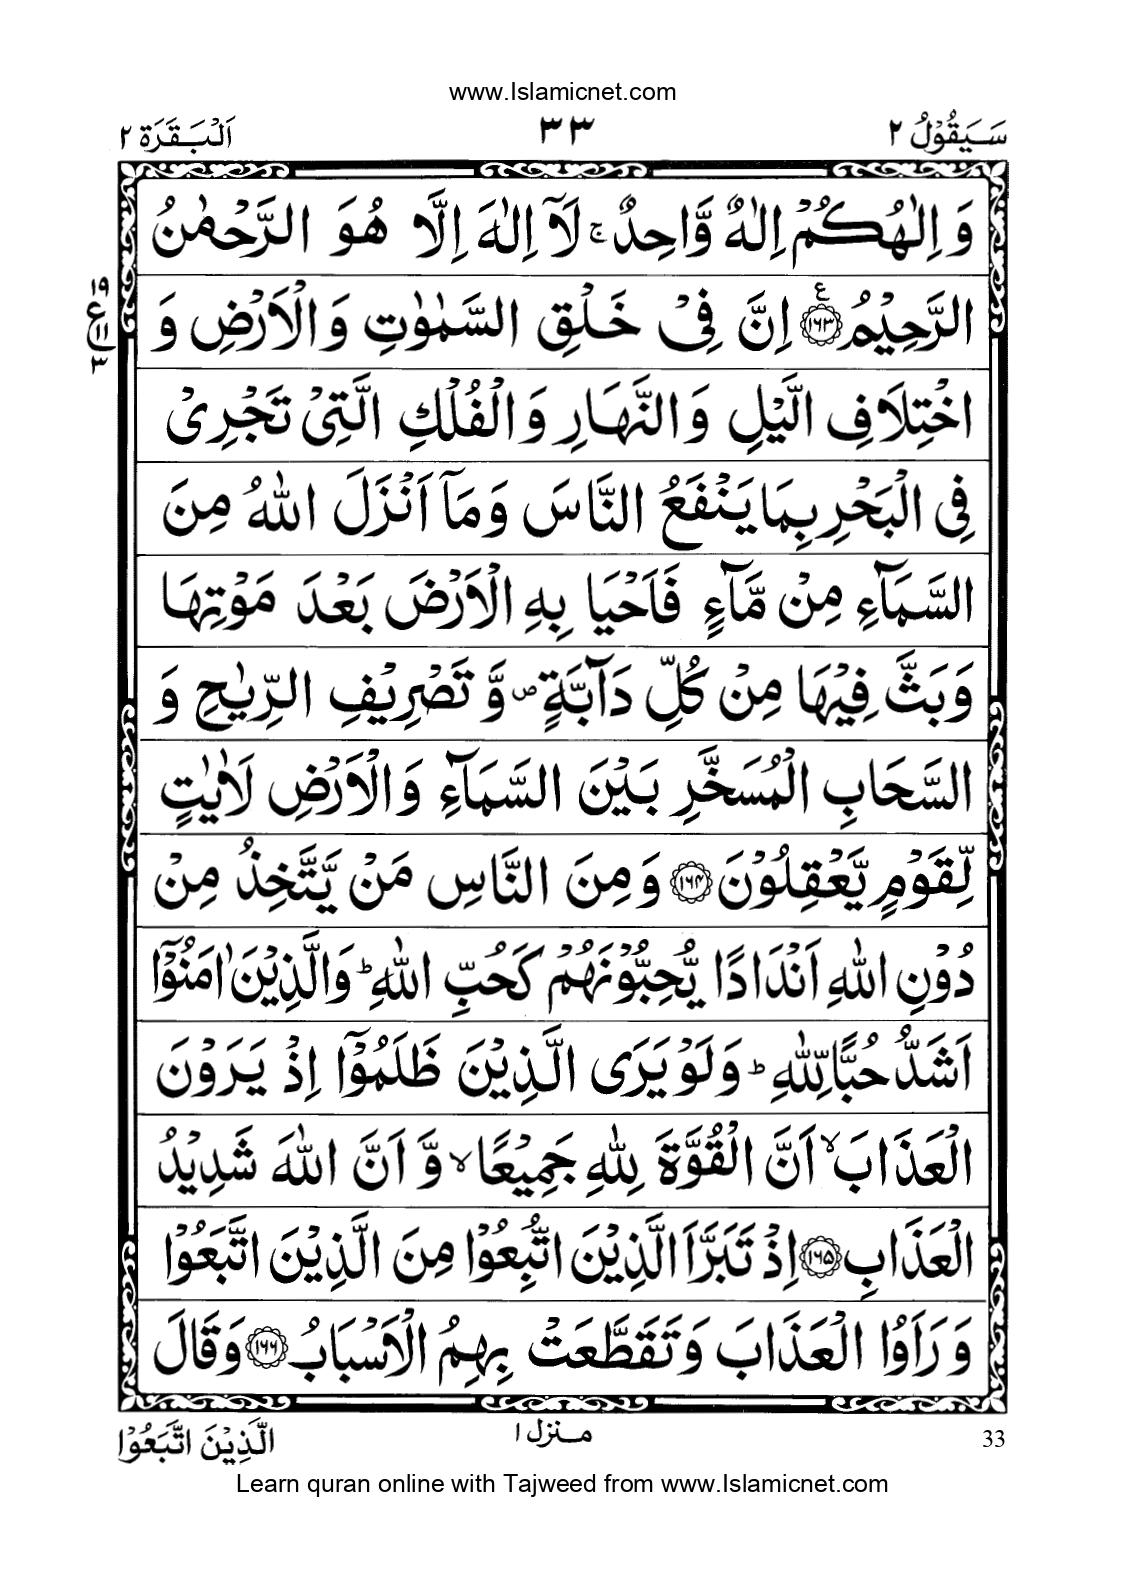 www.Islamicnet.com
سَيَقُوْلُ ٢
٣٣
اَلْبَقَرَة ٢
وَاِلٰهُكُمْ اِلٰهٌ وَّاحِدٌ ۚ لَآ اِلٰهَ اِلَّا هُوَ الرَّحْمٰنُ
١٩
ع
١١
٣
الرَّحِيْمُ ﴿١٦٣﴾ ع اِنَّ فِيْ خَلْقِ السَّمٰوٰتِ وَالْاَرْضِ وَ
اخْتِلَافِ الَّيْلِ وَالنَّهَارِ وَالْفُلْكِ الَّتِيْ تَجْرِيْ
فِى الْبَحْرِ بِمَا يَنْفَعُ النَّاسَ وَمَآ اَنْزَلَ اللّٰهُ مِنَ
السَّمَآءِ مِنْ مَّآءٍ فَاَحْيَا بِهِ الْاَرْضَ بَعْدَ مَوْتِهَا
وَبَثَّ فِيْهَا مِنْ كُلِّ دَآبَّةٍ ص وَّتَصْرِيْفِ الرِّيٰحِ وَ
السَّحَابِ الْمُسَخَّرِ بَيْنَ السَّمَآءِ وَالْاَرْضِ لَاٰيٰتٍ
لِّقَوْمٍ يَّعْقِلُوْنَ ﴿١٦٤﴾ وَمِنَ النَّاسِ مَنْ يَّتَّخِذُ مِنْ
دُوْنِ اللّٰهِ اَنْدَادًا يُّحِبُّوْنَهُمْ كَحُبِّ اللّٰهِ ؕ وَالَّذِيْنَ اٰمَنُوْٓا
اَشَدُّ حُبًّا لِّلّٰهِ ؕ وَلَوْ يَرَى الَّذِيْنَ ظَلَمُوْٓا اِذْ يَرَوْنَ
الْعَذَابَ ۙ اَنَّ الْقُوَّةَ لِلّٰهِ جَمِيْعًا ۙ وَّاَنَّ اللّٰهَ شَدِيْدُ
الْعَذَابِ ﴿١٦٥﴾ اِذْ تَبَرَّاَ الَّذِيْنَ اتُّبِعُوْا مِنَ الَّذِيْنَ اتَّبَعُوْا
وَرَاَوُا الْعَذَابَ وَتَقَطَّعَتْ بِهِمُ الْاَسْبَابُ ﴿١٦٦﴾ وَقَالَ
33
منزل ١
الَّذِيْنَ اتَّبَعُوْا
Learn quran online with Tajweed from www.Islamicnet.com